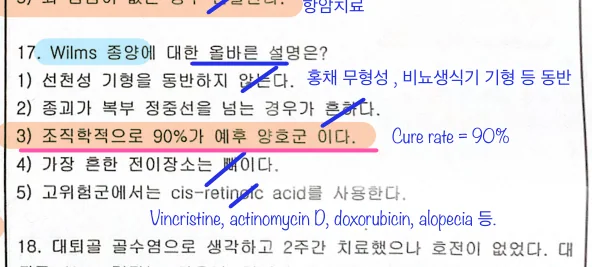 항암치료
17. Wilms 종양에 대한 올바른 설명은?
1) 선천성 기형을 동반하지 않는다. 홍채 무형성, 비뇨생식기 기형 등 동반
2) 종괴가 복부 정중선을 넘는 경우가 흔하다.
3) 조직학적으로 90%가 예후 양호군 이다. Cure rate = 90%
4) 가장 흔한 전이장소는 뼈이다.
5) 고위험군에서는 cis-retinoic acid를 사용한다.
Vincristine, actinomycin D, doxorubicin, alopecia 등.
18. 대퇴골 골수염으로 생각하고 2주간 치료했으나 호전이 없었다. 대